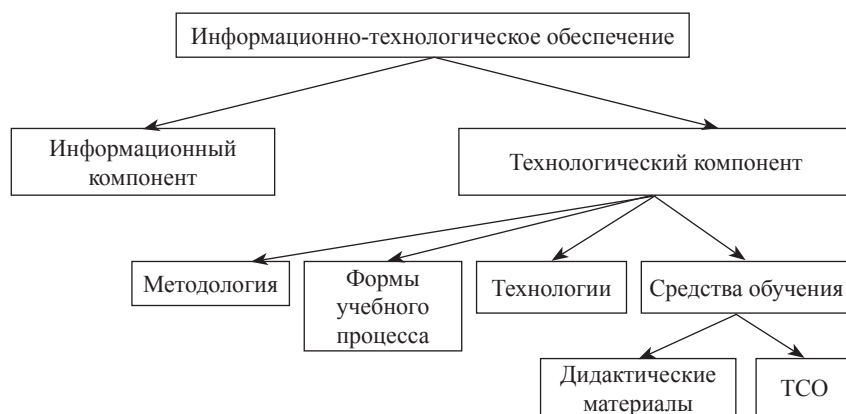 Информационно-технологическое обеспечение
Информационный
компонент
Технологический компонент
Методология
Формы
учебного
процесса
Технологии
Средства обучения
Дидактические
материалы
ТСО